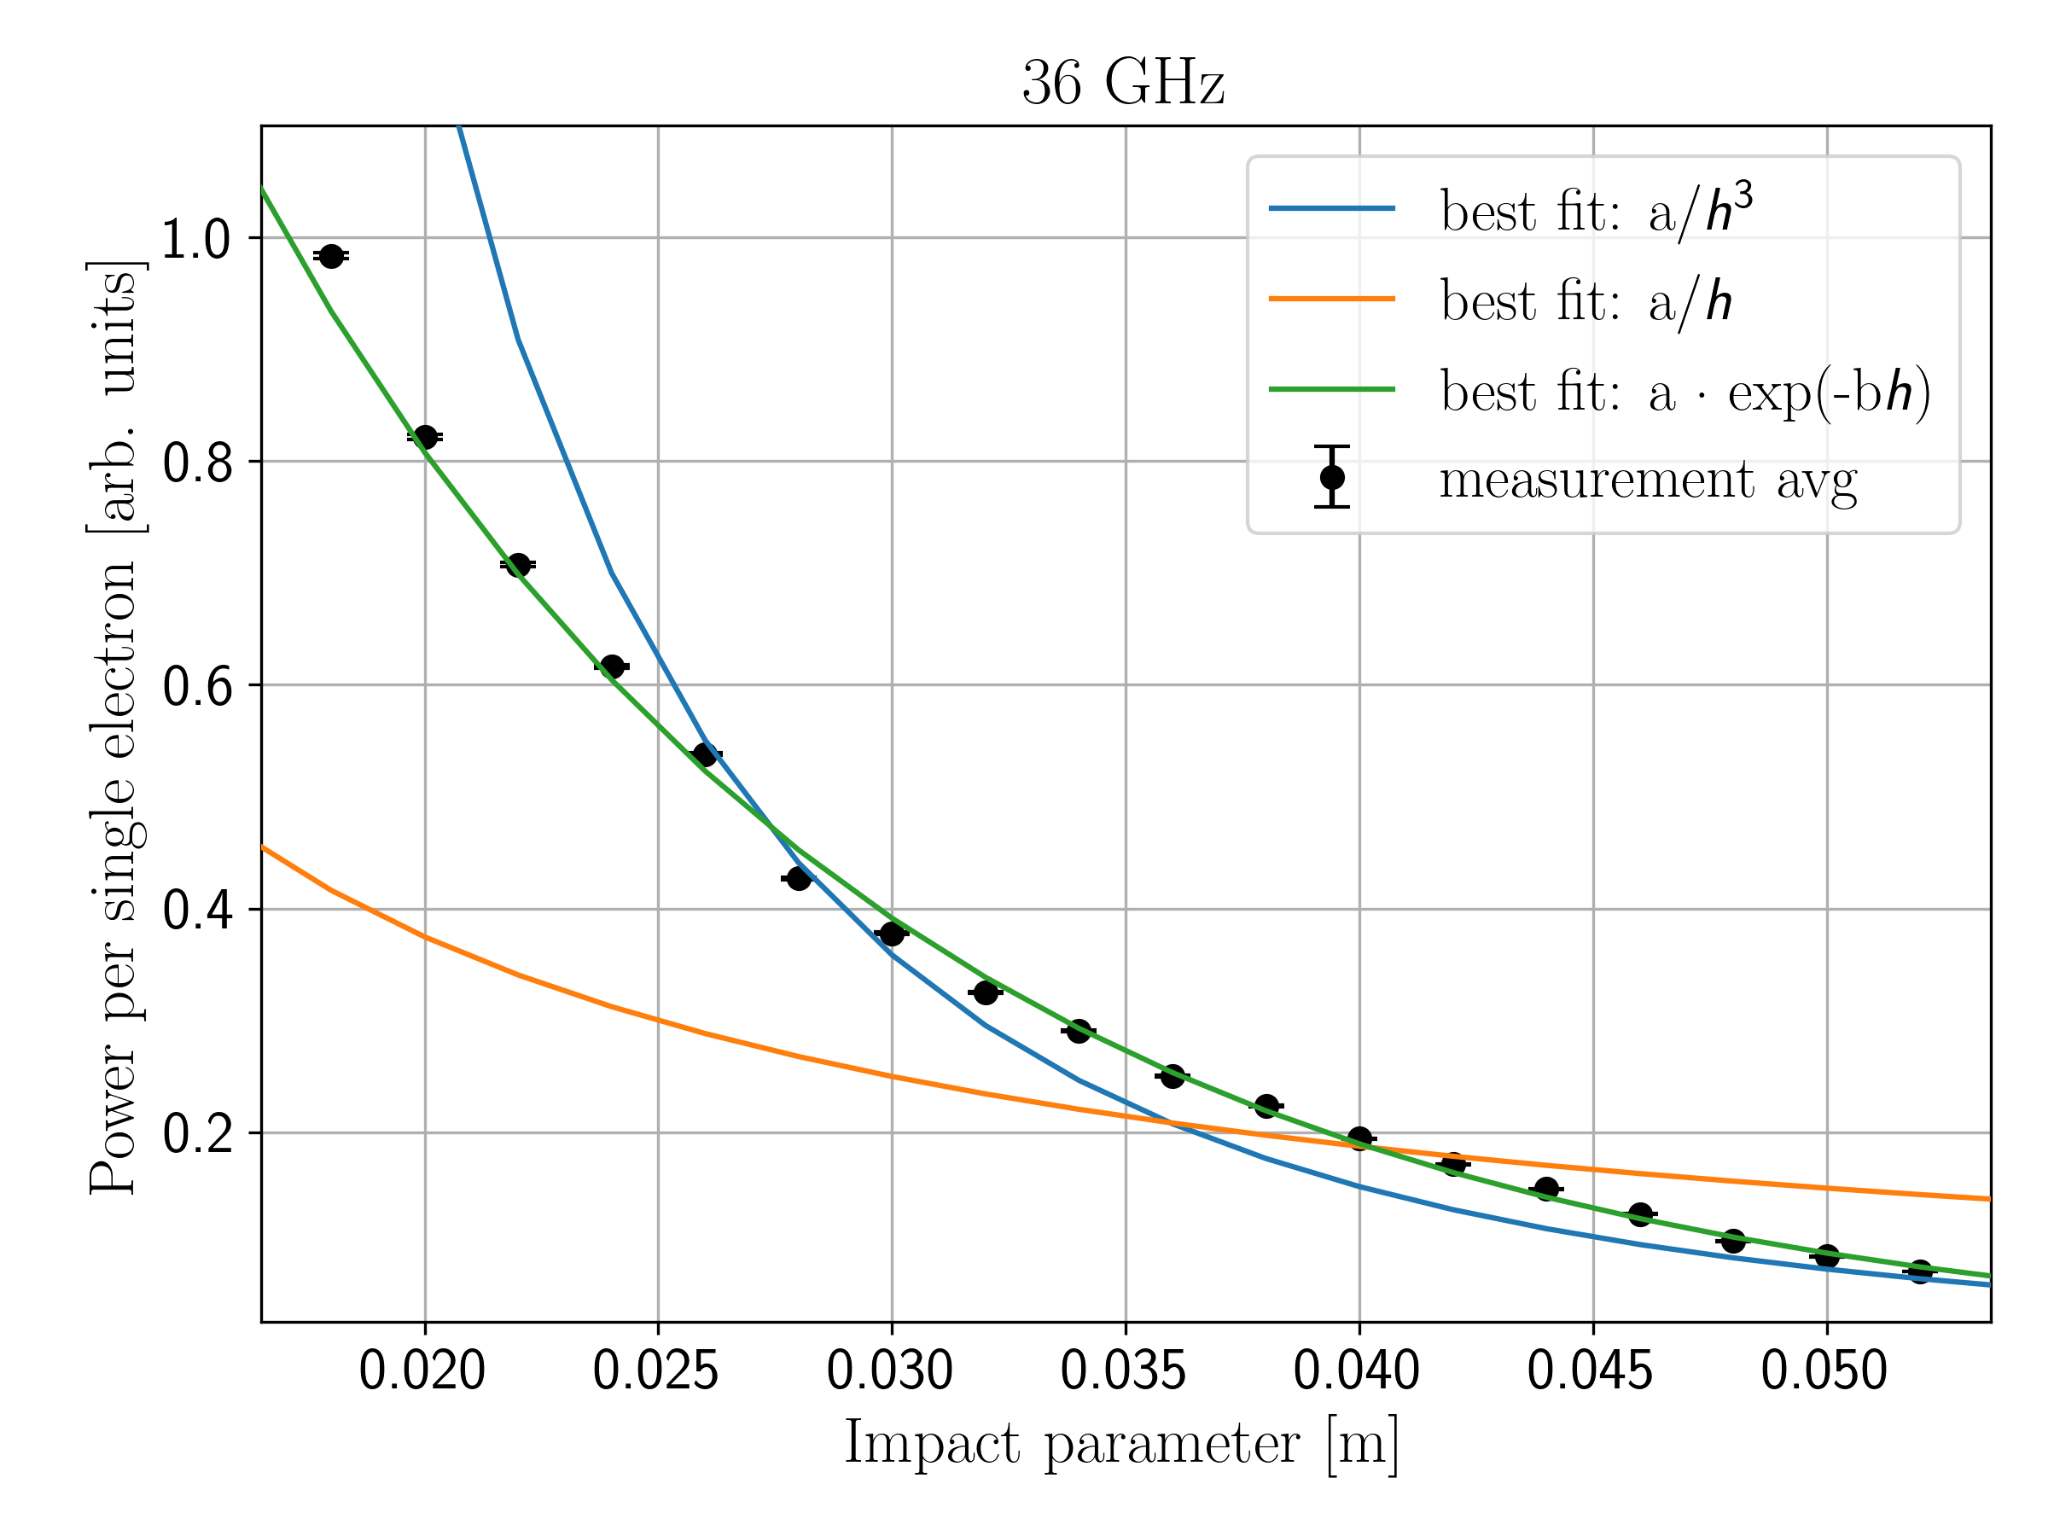 36 GHz
Power per single electron [arb. units]
1.0
0.8
0.6
0.4
0.2
best fit: a/h³
best fit: a/h
best fit: a · exp(-bh)
measurement avg
0.020 0.025 0.030 0.035 0.040 0.045 0.050
Impact parameter [m]